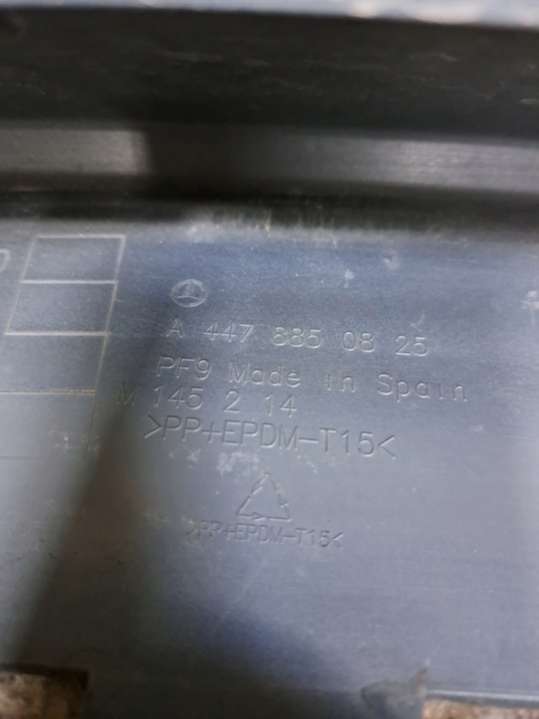 A 447 885 08 25
PF9 Made in Spain
M 145 2 14
>PP+EPDM-T15<
>PP+EPDM-T15<